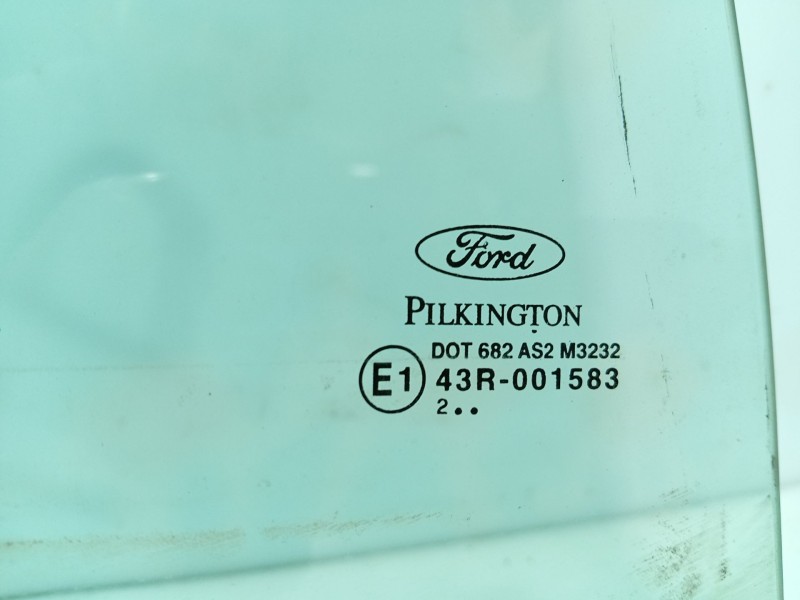 Ford
PILKINGTON
DOT 682 AS2 M3232
E1 43R-001583
2..